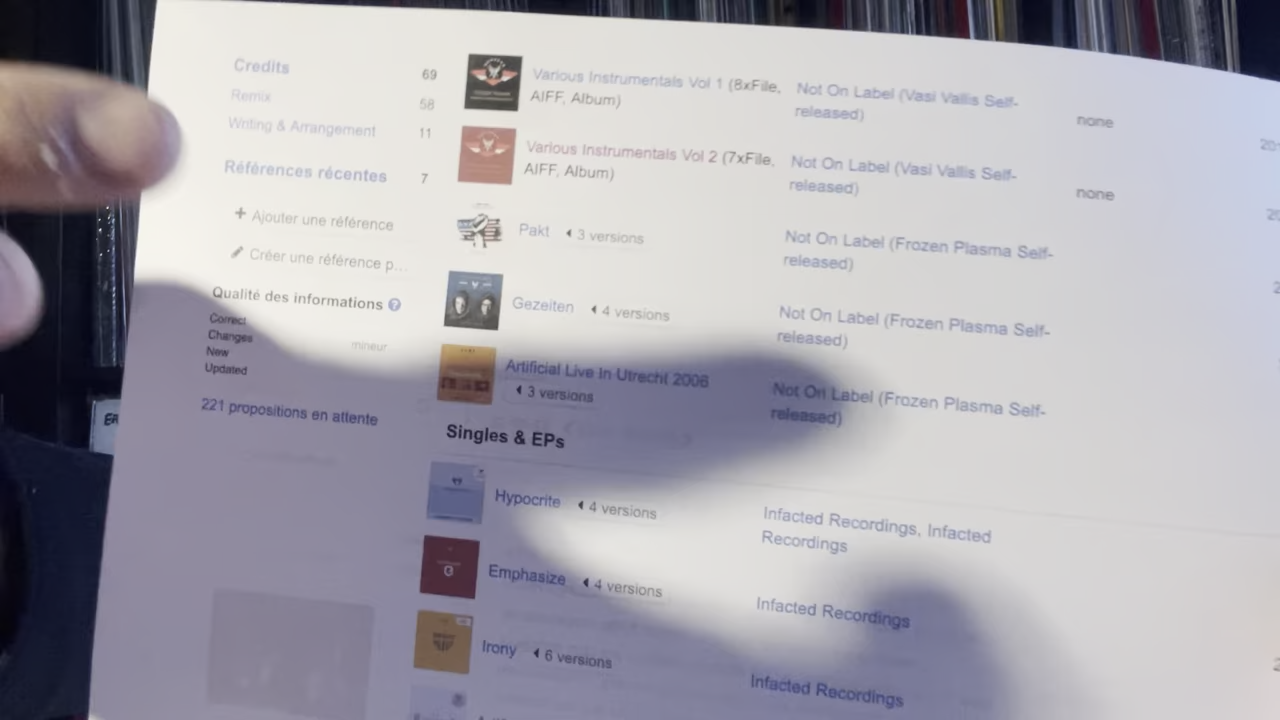 Credits 69
Remix 58
Writing & Arrangement 11
Références récentes 7
+ Ajouter une référence
Créer une référence p...
Qualité des informations ?
Correct
Changes
mineur
New
Updated
221 propositions en attente
Various Instrumentals Vol 1 (8xFile,
AIFF, Album)
Not On Label (Vasi Vallis Self-
released)
none
Various Instrumentals Vol 2 (7xFile,
AIFF, Album)
Not On Label (Vasi Vallis Self-
released)
none
Pakt 3 versions
Not On Label (Frozen Plasma Self-
released)
Gezeiten 4 versions
Not On Label (Frozen Plasma Self-
released)
Artificial Live In Utrecht 2006
3 versions
Not On Label (Frozen Plasma Self-
released)
Singles & EPs
Hypocrite 4 versions
Infacted Recordings, Infacted
Recordings
Emphasize 4 versions
Infacted Recordings
Irony 6 versions
Infacted Recordings